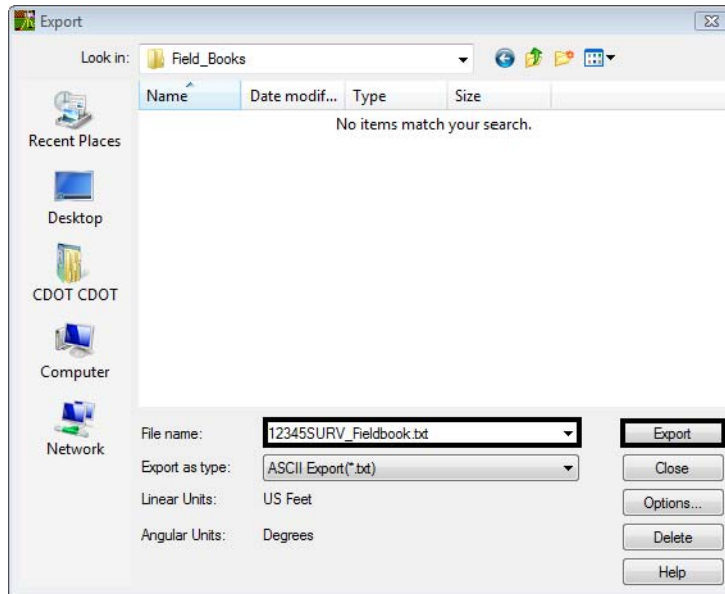 Export
Look in: Field_Books
Name Date modif... Type Size
No items match your search.
Recent Places
Desktop
CDOT CDOT
Computer
Network
File name: 12345SURV_Fieldbook.txt Export
Export as type: ASCII Export(*.txt) Close
Linear Units: US Feet Options...
Angular Units: Degrees Delete
Help